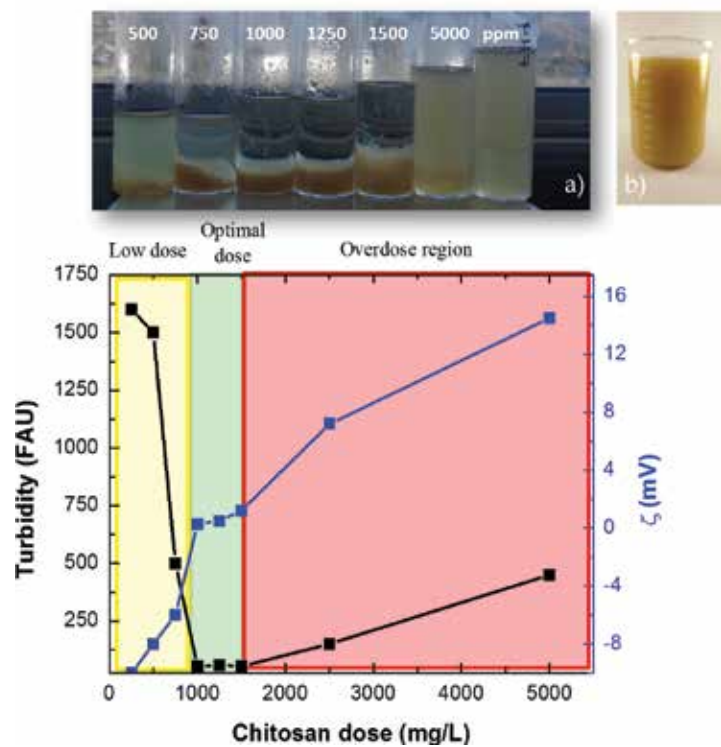 500 750 1000 1250 1500 5000 ppm
a)
b)
Low dose
Optimal
dose
Overdose region
1750
1500
1250
1000
750
500
250
Turbidity (FAU)
16
12
8
4
0
-4
-8
ζ (mV)
0 1000 2000 3000 4000 5000
Chitosan dose (mg/L)